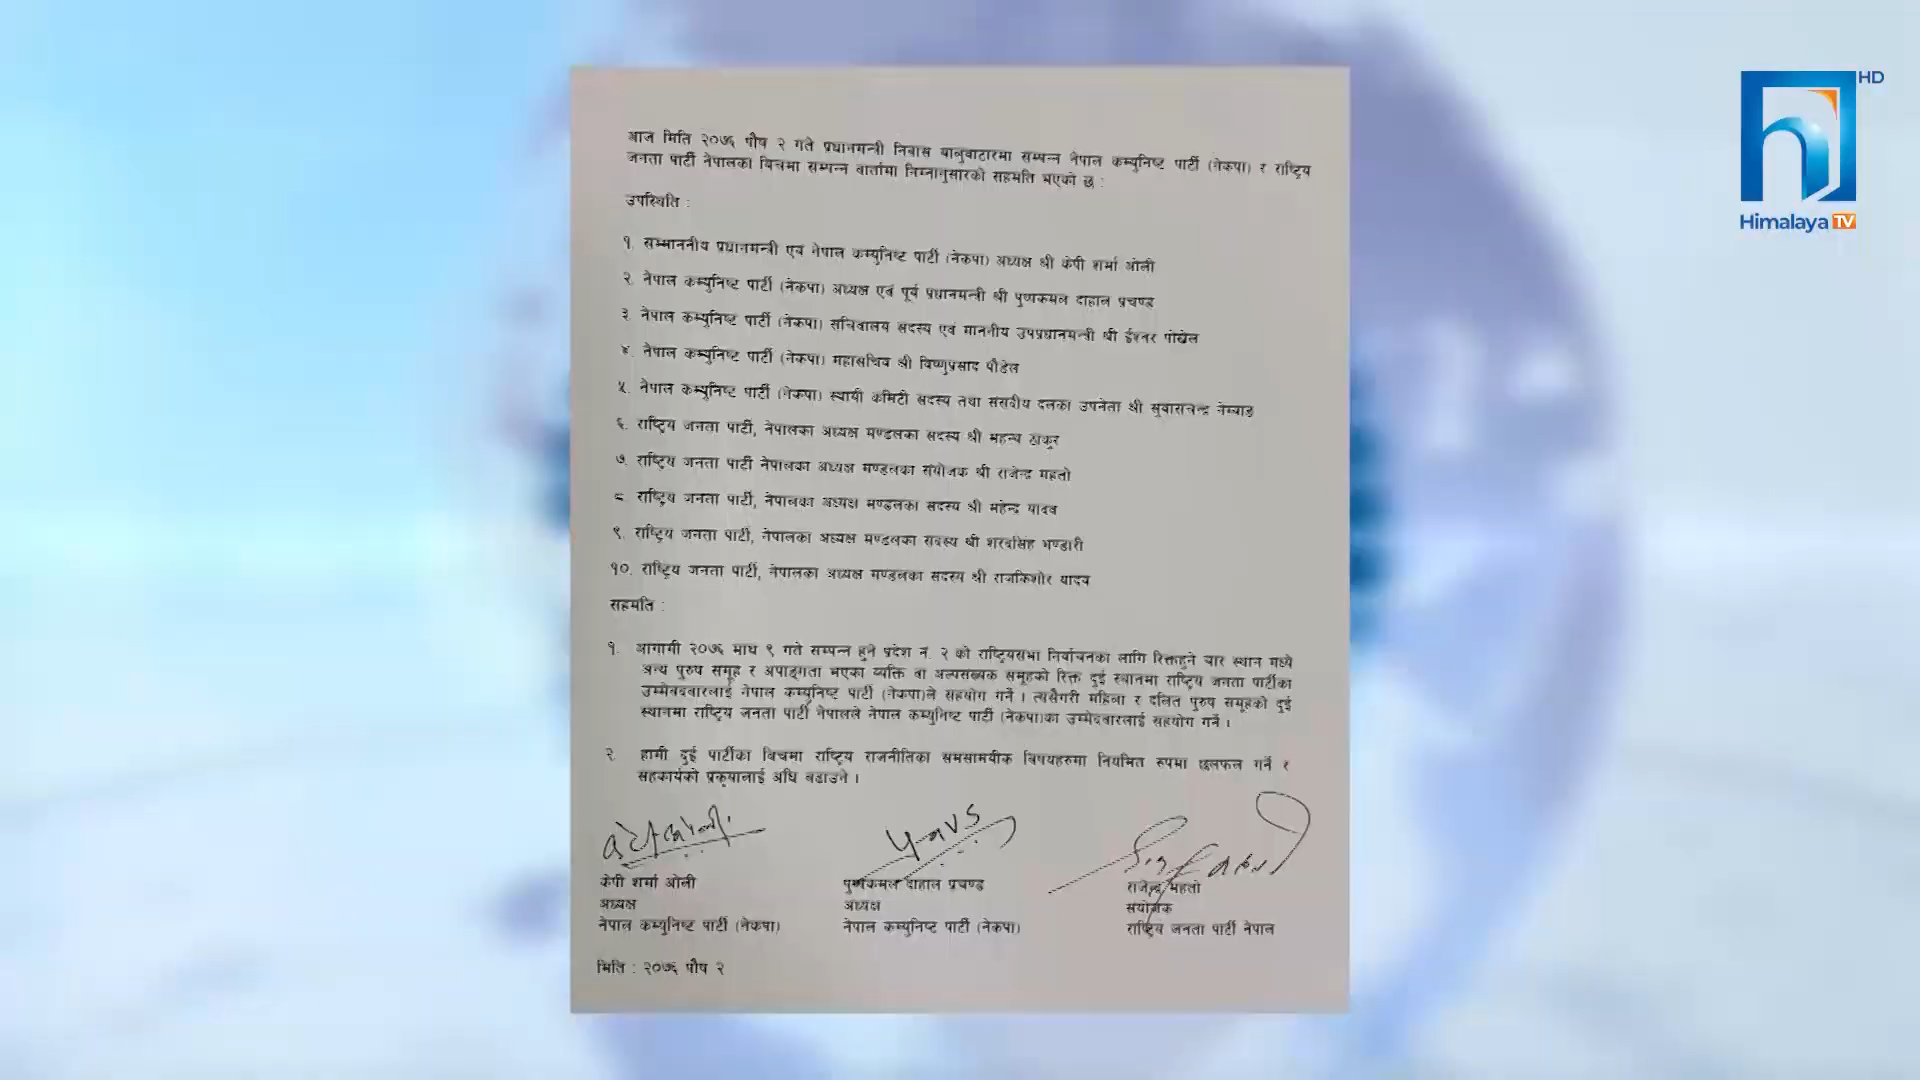 आज मिति २०७६ पौष २ गते प्रधानमन्त्री निवास बालुवाटारमा सम्पन्न नेपाल कम्युनिष्ट पार्टी (नेकपा) र राष्ट्रिय
जनता पार्टी नेपालका बिचमा सम्पन्न वार्तामा निम्नानुसारको सहमति भएको छ :
उपस्थिति :
१. सम्माननीय प्रधानमन्त्री एवं नेपाल कम्युनिष्ट पार्टी (नेकपा) अध्यक्ष श्री केपी शर्मा ओली
२. नेपाल कम्युनिष्ट पार्टी (नेकपा) अध्यक्ष एवं पूर्व प्रधानमन्त्री श्री पुष्पकमल दाहाल प्रचण्ड
३. नेपाल कम्युनिष्ट पार्टी (नेकपा) सचिवालय सदस्य एवं माननीय उपप्रधानमन्त्री श्री ईश्वर पोखेल
४. नेपाल कम्युनिष्ट पार्टी (नेकपा) महासचिव श्री विष्णुप्रसाद पौडेल
५. नेपाल कम्युनिष्ट पार्टी (नेकपा) स्थायी कमिटी सदस्य तथा संसदीय दलका उपनेता श्री सुवासचन्द्र नेम्वाङ
६. राष्ट्रिय जनता पार्टी, नेपालका अध्यक्ष मण्डलका सदस्य श्री महन्थ ठाकुर
७. राष्ट्रिय जनता पार्टी नेपालका अध्यक्ष मण्डलका संयोजक श्री राजेन्द्र महतो
८ राष्ट्रिय जनता पार्टी, नेपालका अध्यक्ष मण्डलका सदस्य श्री महेन्द्र यादव
९. राष्ट्रिय जनता पार्टी, नेपालका अध्यक्ष मण्डलका सदस्य श्री शरदसिंह भण्डारी
१०. राष्ट्रिय जनता पार्टी, नेपालका अध्यक्ष मण्डलका सदस्य श्री राजकिशोर यादव
सहमति :
१. आगामी २०७६ माघ ९ गते सम्पन्न हुने प्रदेश नं. २ को राष्ट्रियसभा निर्वाचनका लागि रिक्तहुने चार स्थान मध्ये
अन्य पुरुष समूह र अपाङ्गता भएका व्यक्ति वा अल्पसंख्यक समूहको रिक्त दुई स्थानमा राष्ट्रिय जनता पार्टीका
उम्मेदवारलाई नेपाल कम्युनिष्ट पार्टी (नेकपा)ले सहयोग गर्ने । त्यसैगरी महिला र दलित पुरुष समूहको दुई
स्थानमा राष्ट्रिय जनता पार्टी नेपालले नेपाल कम्युनिष्ट पार्टी (नेकपा)का उम्मेदवारलाई सहयोग गर्ने ।
२. हामी दुई पार्टीका बिचमा राष्ट्रिय राजनीतिका समसामयीक विषयहरुमा नियमित रूपमा छलफल गर्ने र
सहकार्यको प्रकृयालाई अघि बढाउने ।
केपी शर्मा ओली
अध्यक्ष
नेपाल कम्युनिष्ट पार्टी (नेकपा)
पुष्पकमल दाहाल प्रचण्ड
अध्यक्ष
नेपाल कम्युनिष्ट पार्टी (नेकपा)
राजेन्द्र महतो
संयोजक
राष्ट्रिय जनता पार्टी नेपाल
मिति : २०७६ पौष २
HD
Himalaya TV